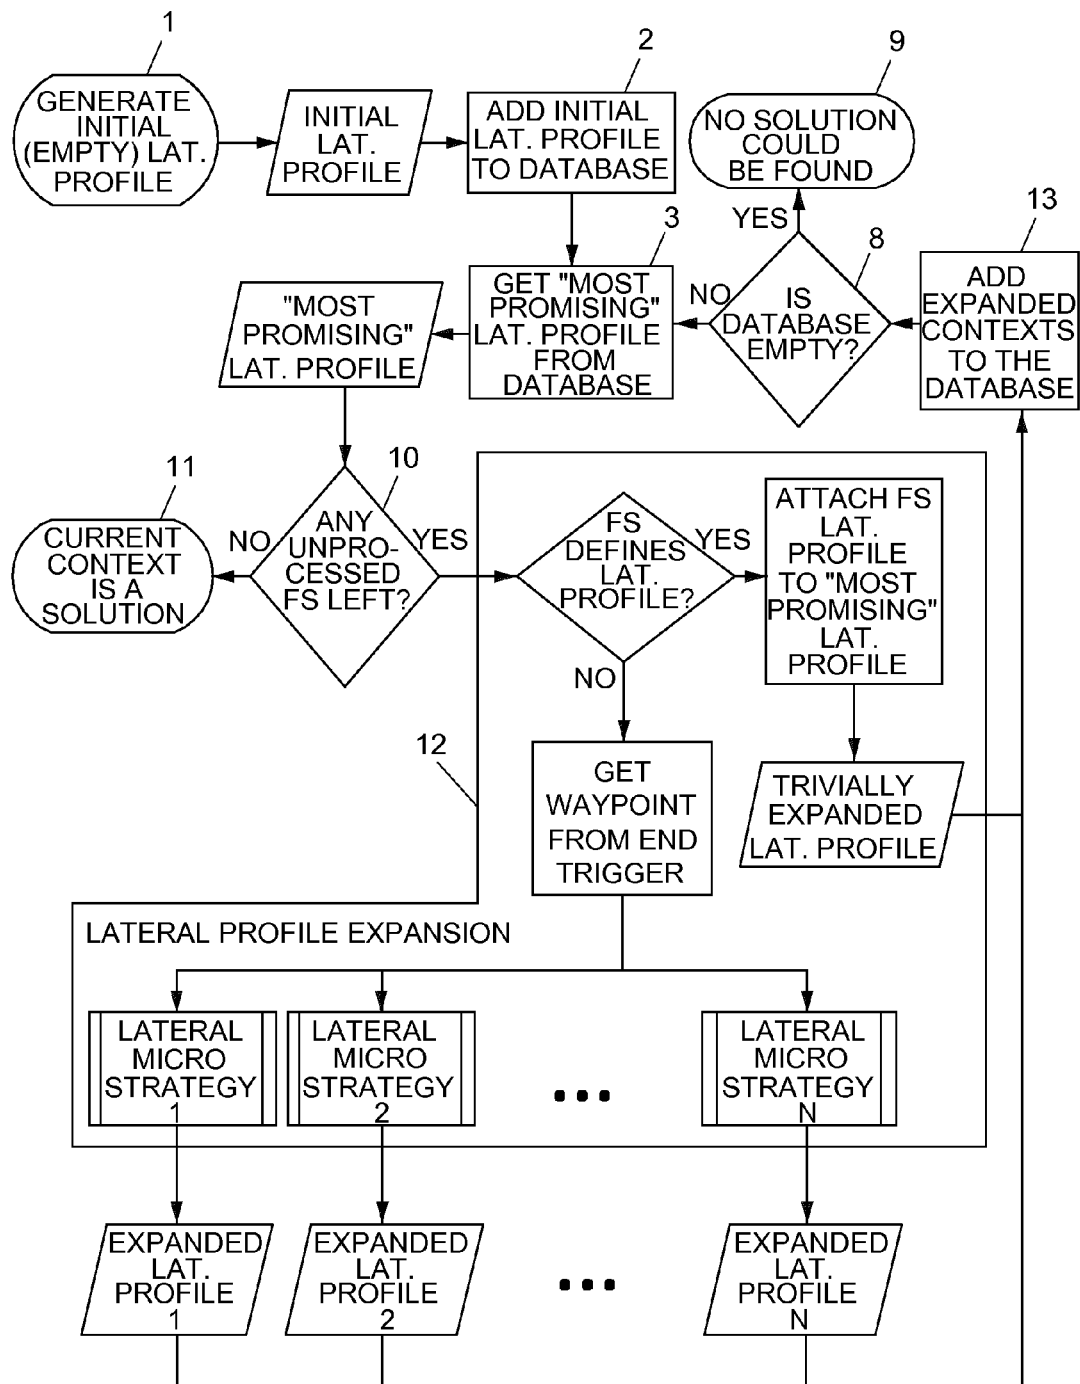 1
GENERATE
INITIAL
(EMPTY) LAT.
PROFILE
INITIAL
LAT.
PROFILE
2
ADD INITIAL
LAT. PROFILE
TO DATABASE
9
NO SOLUTION
COULD
BE FOUND
YES
13
ADD
EXPANDED
CONTEXTS
TO THE
DATABASE
8
IS
DATABASE
EMPTY?
NO
3
GET "MOST
PROMISING"
LAT. PROFILE
FROM
DATABASE
"MOST
PROMISING"
LAT. PROFILE
11
CURRENT
CONTEXT
IS A
SOLUTION
NO
10
ANY
UNPRO-
CESSED
FS LEFT?
YES
FS
DEFINES
LAT.
PROFILE?
YES
ATTACH FS
LAT.
PROFILE
TO "MOST
PROMISING"
LAT.
PROFILE
NO
12
GET
WAYPOINT
FROM END
TRIGGER
TRIVIALLY
EXPANDED
LAT. PROFILE
LATERAL PROFILE EXPANSION
LATERAL
MICRO
STRATEGY
1
LATERAL
MICRO
STRATEGY
2
...
LATERAL
MICRO
STRATEGY
N
EXPANDED
LAT.
PROFILE
1
EXPANDED
LAT.
PROFILE
2
...
EXPANDED
LAT.
PROFILE
N